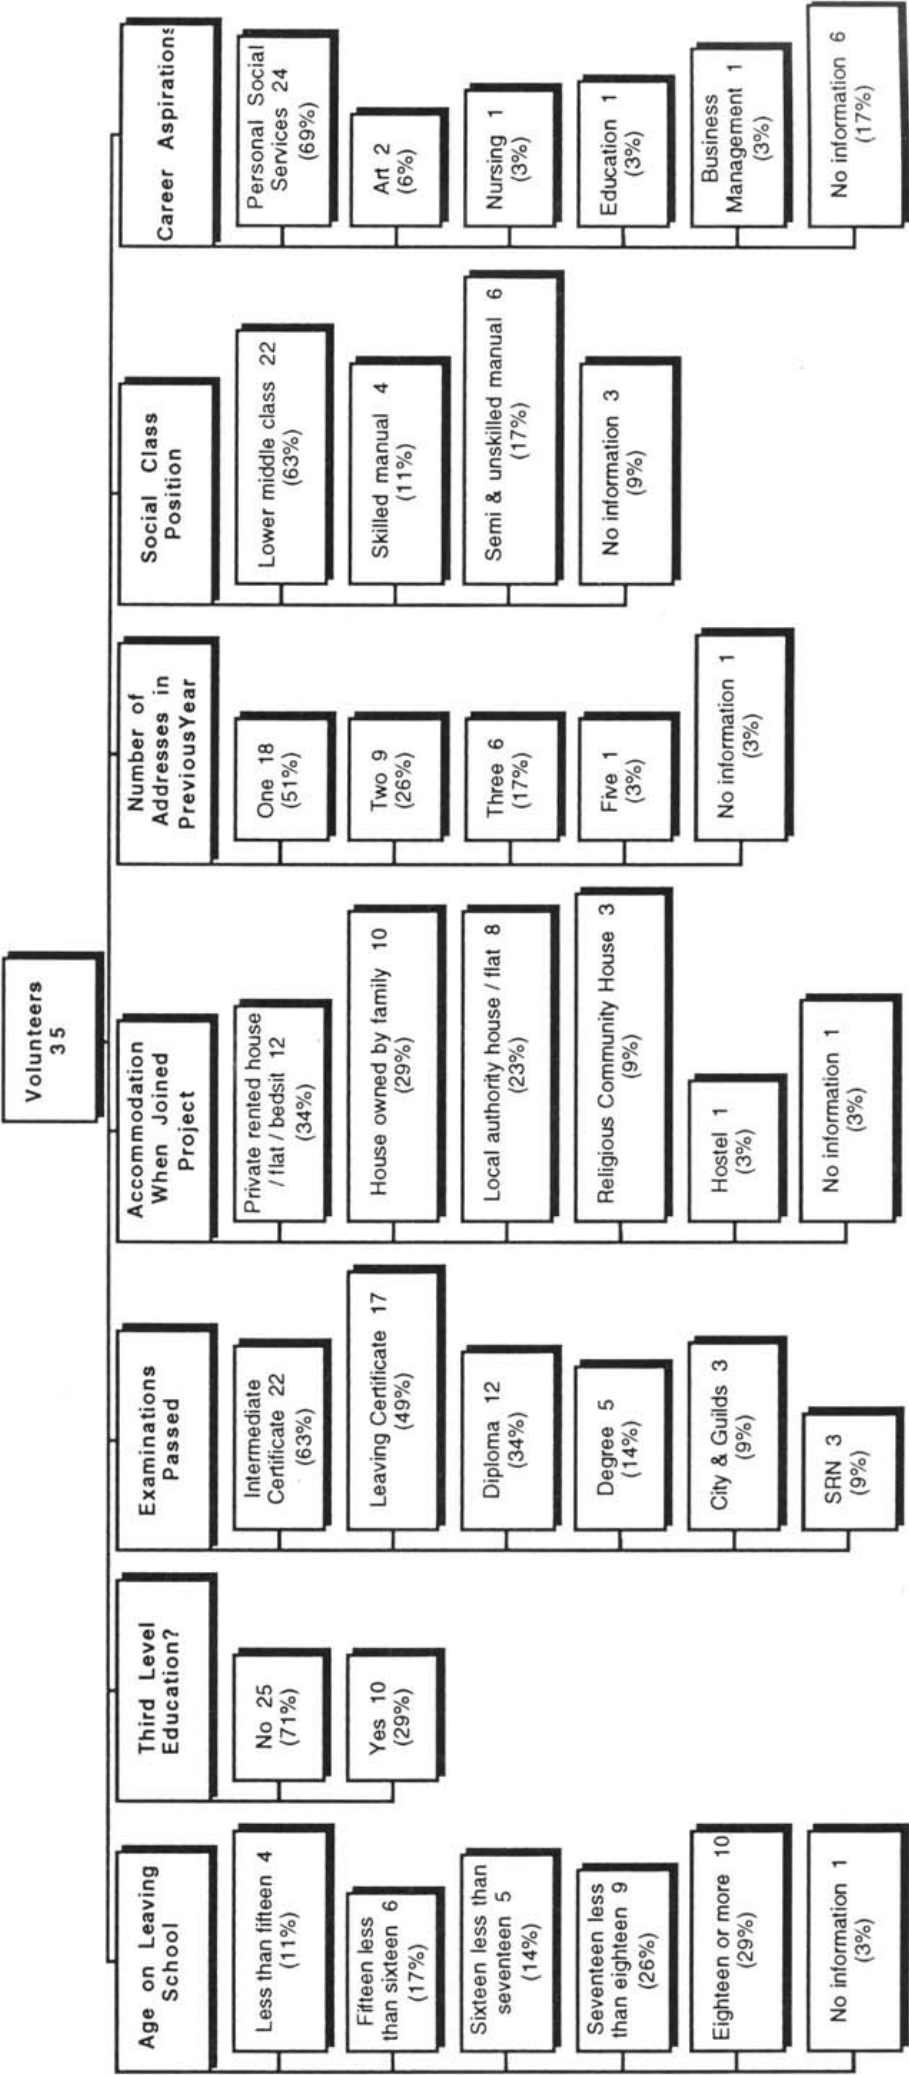 Volunteers
35
Age on Leaving
School
Less than fifteen 4
(11%)
Fifteen less
than sixteen 6
(17%)
Sixteen less than
seventeen 5
(14%)
Seventeen less
than eighteen 9
(26%)
Eighteen or more 10
(29%)
No information 1
(3%)
Third Level
Education?
No 25
(71%)
Yes 10
(29%)
Examinations
Passed
Intermediate
Certificate 22
(63%)
Leaving Certificate 17
(49%)
Diploma 12
(34%)
Degree 5
(14%)
City & Guilds 3
(9%)
SRN 3
(9%)
Accommodation
When Joined
Project
Private rented house
/ flat / bedsit 12
(34%)
House owned by family 10
(29%)
Local authority house / flat 8
(23%)
Religious Community House 3
(9%)
Hostel 1
(3%)
No information 1
(3%)
Number of
Addresses in
PreviousYear
One 18
(51%)
Two 9
(26%)
Three 6
(17%)
Five 1
(3%)
No information 1
(3%)
Social Class
Position
Lower middle class 22
(63%)
Skilled manual 4
(11%)
Semi & unskilled manual 6
(17%)
No information 3
(9%)
Career Aspirations
Personal Social
Services 24
(69%)
Art 2
(6%)
Nursing 1
(3%)
Education 1
(3%)
Business
Management 1
(3%)
No information 6
(17%)